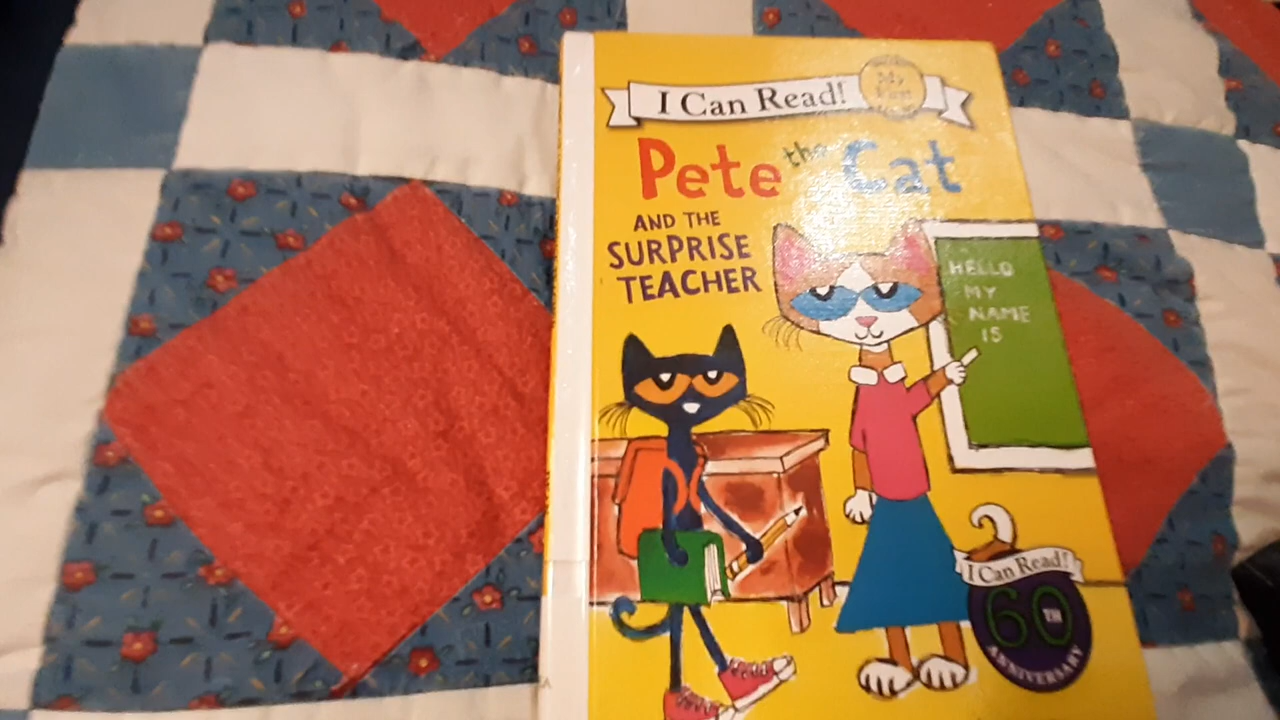 I Can Read!
My
First
Pete the Cat
AND THE
SURPRISE
TEACHER
HELLO
MY
NAME
IS
I Can Read!
60TH
ANNIVERSARY